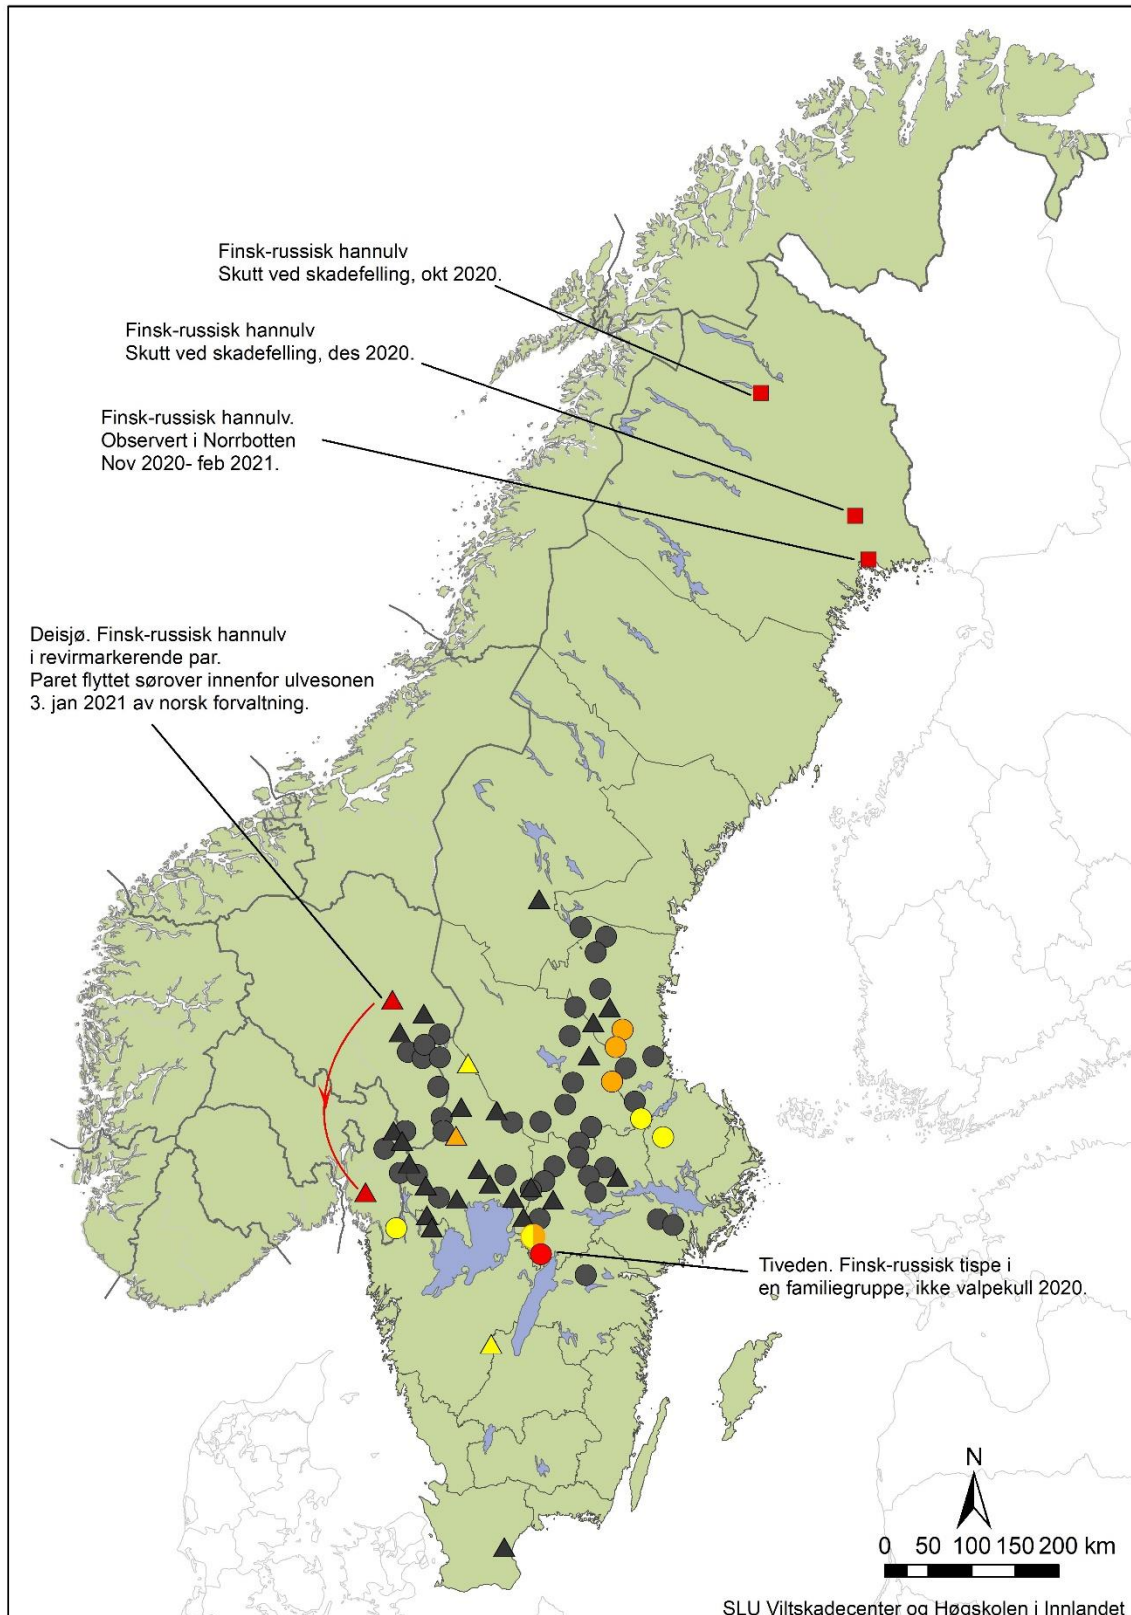 Finsk-russisk hannulv
Skutt ved skadefelling, okt 2020.
Finsk-russisk hannulv
Skutt ved skadefelling, des 2020.
Finsk-russisk hannulv.
Observert i Norrbotten
Nov 2020- feb 2021.
Deisjø. Finsk-russisk hannulv
i revirmarkerende par.
Paret flyttet sørover innenfor ulvesonen
3. jan 2021 av norsk forvaltning.
Tiveden. Finsk-russisk tispe i
en familiegruppe, ikke valpekull 2020.
N
0 50 100 150 200 km
SLU Viltskadecenter og Høgskolen i Innlandet